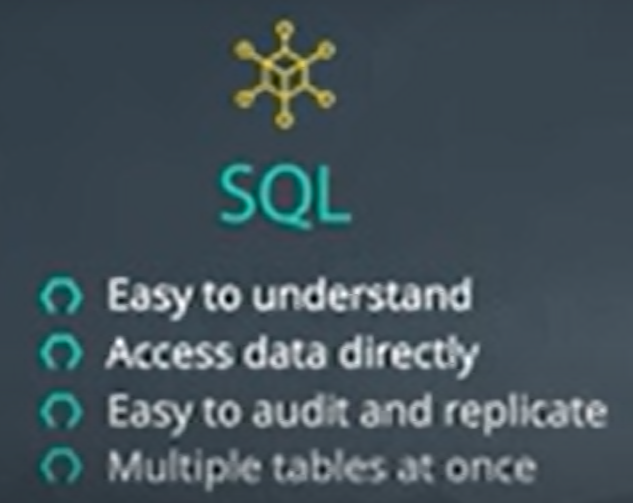 SQL
Easy to understand
Access data directly
Easy to audit and replicate
Multiple tables at once